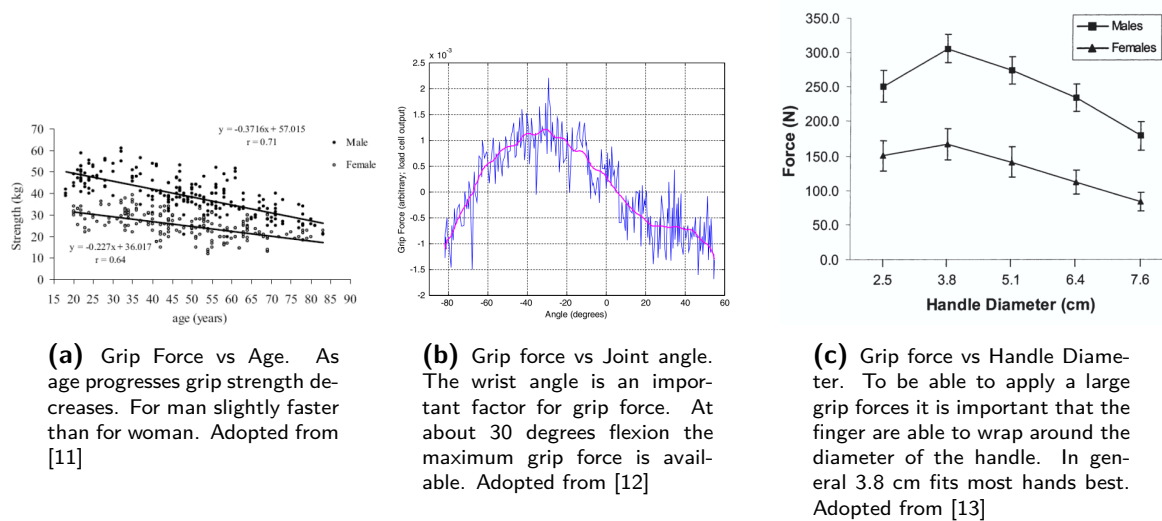 y = -0.3716x + 57.015
r = 0.71
Male
Female
Strength (kg)
70
60
50
40
30
20
10
0
y = -0.227x + 36.017
r = 0.64
15 20 25 30 35 40 45 50 55 60 65 70 75 80 85 90
age (years)
(a) Grip Force vs Age. As
age progresses grip strength de-
creases. For man slightly faster
than for woman. Adopted from
[11]
x 10⁻³
2.5
2
1.5
1
0.5
0
-0.5
-1
-1.5
-2
Grip Force (arbitrary; load cell output)
-80 -60 -40 -20 0 20 40 60
Angle (degrees)
(b) Grip force vs Joint angle.
The wrist angle is an impor-
tant factor for grip force. At
about 30 degrees flexion the
maximum grip force is avail-
able. Adopted from [12]
Males
Females
350.0
300.0
250.0
200.0
150.0
100.0
50.0
0.0
Force (N)
2.5 3.8 5.1 6.4 7.6
Handle Diameter (cm)
(c) Grip force vs Handle Diame-
ter. To be able to apply a large
grip forces it is important that the
finger are able to wrap around the
diameter of the handle. In gen-
eral 3.8 cm fits most hands best.
Adopted from [13]